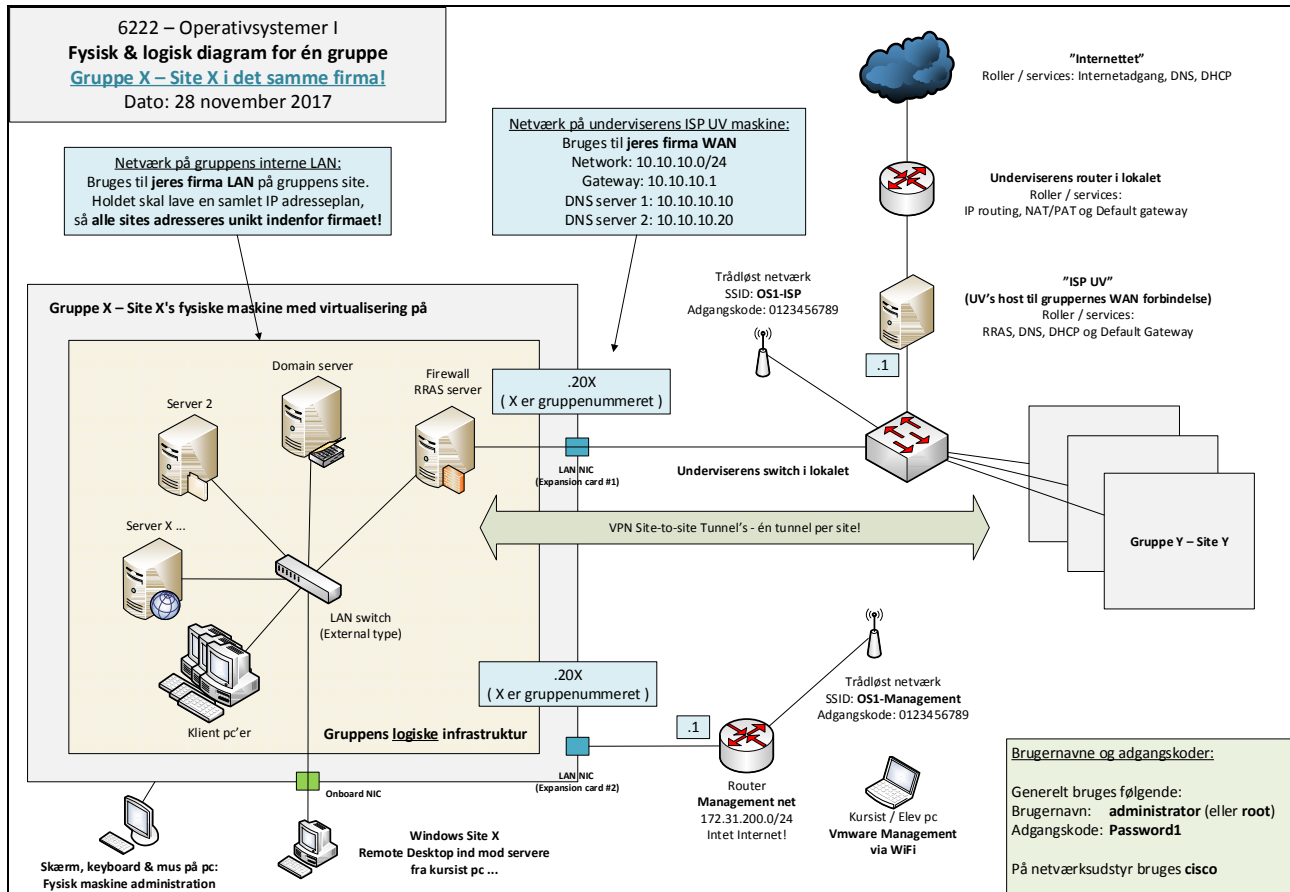 6222 – Operativsystemer I
Fysisk & logisk diagram for én gruppe
Gruppe X – Site X i det samme firma!
Dato: 28 november 2017
Netværk på gruppens interne LAN:
Bruges til jeres firma LAN på gruppens site.
Holdet skal lave en samlet IP adresseplan,
så alle sites adresseres unikt indenfor firmaet!
Netværk på underviserens ISP UV maskine:
Bruges til jeres firma WAN
Network: 10.10.10.0/24
Gateway: 10.10.10.1
DNS server 1: 10.10.10.10
DNS server 2: 10.10.10.20
”Internettet”
Roller / services: Internetadgang, DNS, DHCP
Underviserens router i lokalet
Roller / services:
IP routing, NAT/PAT og Default gateway
”ISP UV”
(UV’s host til gruppernes WAN forbindelse)
Roller / services:
RRAS, DNS, DHCP og Default Gateway
.1
Trådløst netværk
SSID: OS1-ISP
Adgangskode: 0123456789
Gruppe X – Site X's fysiske maskine med virtualisering på
Domain server
Firewall
RRAS server
Server 2
Server X ...
LAN switch
(External type)
Klient pc’er
Gruppens logiske infrastruktur
.20X
( X er gruppenummeret )
LAN NIC
(Expansion card #1)
Underviserens switch i lokalet
VPN Site-to-site Tunnel’s - én tunnel per site!
Gruppe Y – Site Y
.20X
( X er gruppenummeret )
LAN NIC
(Expansion card #2)
.1
Router
Management net
172.31.200.0/24
Intet Internet!
Trådløst netværk
SSID: OS1-Management
Adgangskode: 0123456789
Kursist / Elev pc
Vmware Management
via WiFi
Onboard NIC
Skærm, keyboard & mus på pc:
Fysisk maskine administration
Windows Site X
Remote Desktop ind mod servere
fra kursist pc ...
Brugernavne og adgangskoder:
Generelt bruges følgende:
Brugernavn: administrator (eller root)
Adgangskode: Password1
På netværksudstyr bruges cisco